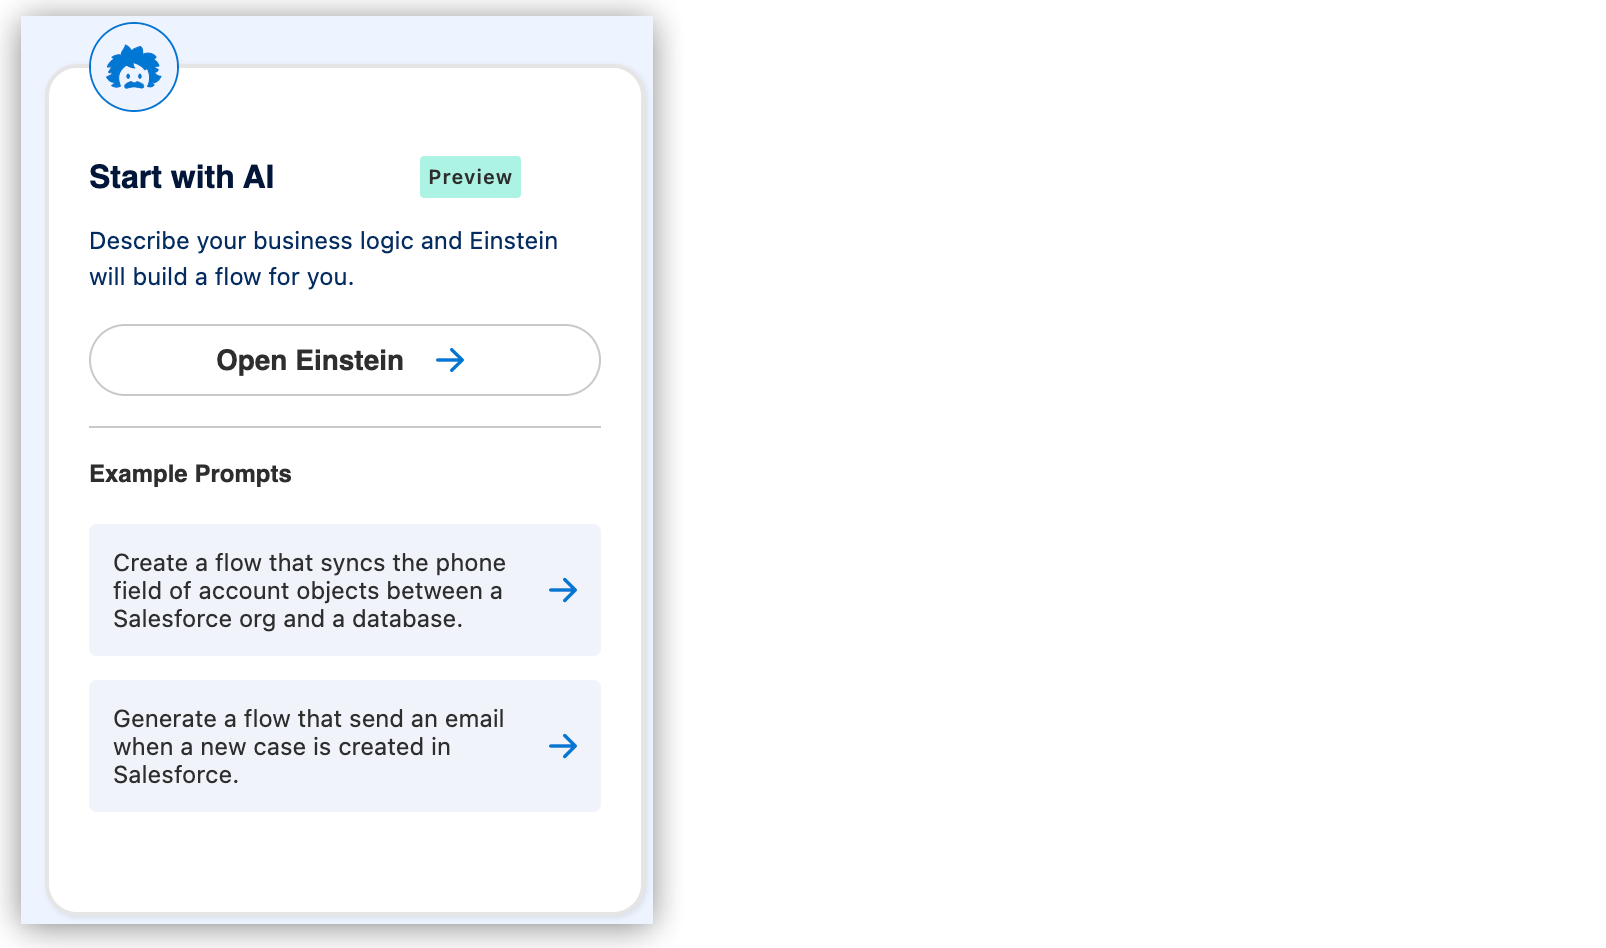 Start with AI
Preview
Describe your business logic and Einstein
will build a flow for you.
Open Einstein
Example Prompts
Create a flow that syncs the phone
field of account objects between a
Salesforce org and a database.
Generate a flow that send an email
when a new case is created in
Salesforce.